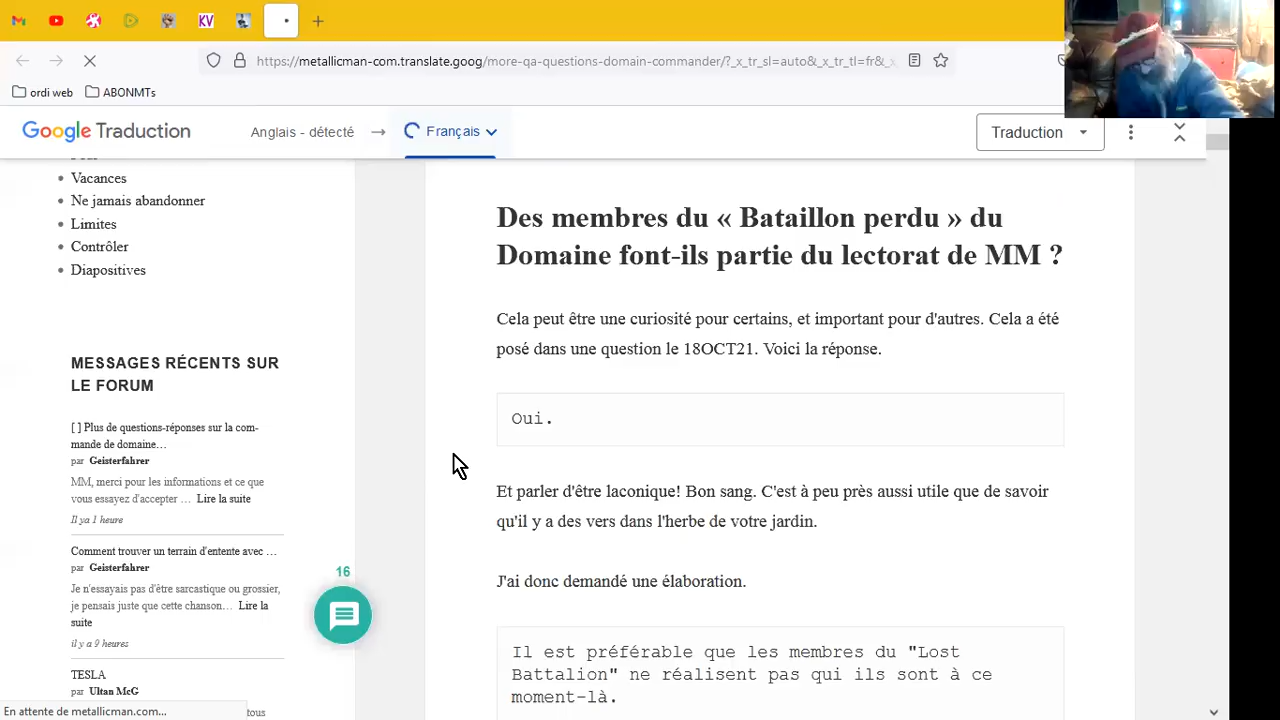 KV
https://metallicman-com.translate.goog/more-qa-questions-domain-commander/?_x_tr_sl=auto&_x_tr_tl=fr&_x
ordi web
ABONMTs
Google Traduction
Anglais - détecté
Français
Traduction
Vacances
Ne jamais abandonner
Limites
Contrôler
Diapositives
MESSAGES RÉCENTS SUR
LE FORUM
[ ] Plus de questions-réponses sur la com-
mande de domaine…
par Geisterfahrer
MM, merci pour les informations et ce que
vous essayez d'accepter … Lire la suite
Il ya 1 heure
Comment trouver un terrain d'entente avec …
par Geisterfahrer
Je n'essayais pas d'être sarcastique ou grossier,
je pensais juste que cette chanson… Lire la
suite
il y a 9 heures
TESLA
par Ultan McG
tous
En attente de metallicman.com...
16
Des membres du « Bataillon perdu » du
Domaine font-ils partie du lectorat de MM ?
Cela peut être une curiosité pour certains, et important pour d'autres. Cela a été
posé dans une question le 18OCT21. Voici la réponse.
Oui.
Et parler d'être laconique! Bon sang. C'est à peu près aussi utile que de savoir
qu'il y a des vers dans l'herbe de votre jardin.
J'ai donc demandé une élaboration.
Il est préférable que les membres du "Lost
Battalion" ne réalisent pas qui ils sont à ce
moment-là.